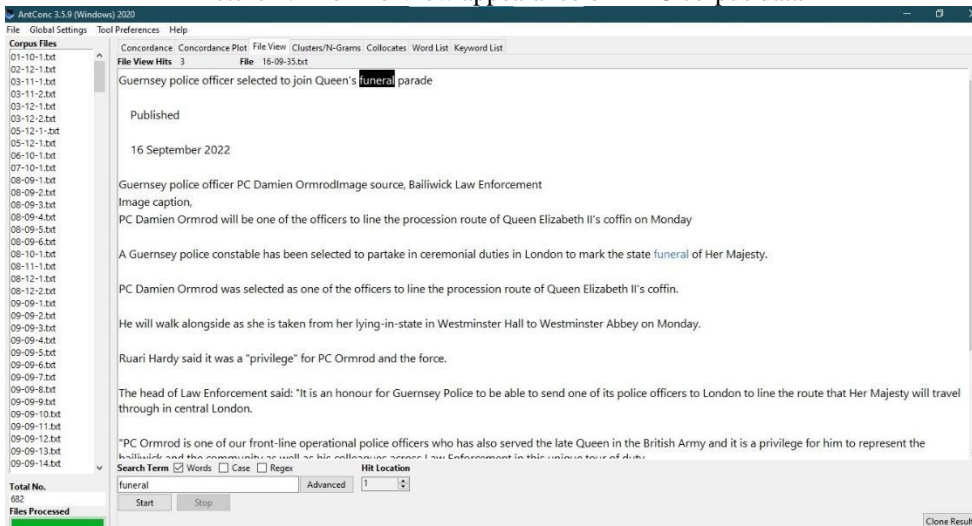 AntConc 3.5.9 (Windows) 2020
File Global Settings Tool Preferences Help
Corpus Files
01-10-1.txt
02-12-1.txt
03-11-1.txt
03-11-2.txt
03-12-1.txt
03-12-2.txt
05-12-1-.txt
05-12-1.txt
06-10-1.txt
07-10-1.txt
08-09-1.txt
08-09-2.txt
08-09-3.txt
08-09-4.txt
08-09-5.txt
08-09-6.txt
08-10-1.txt
08-11-1.txt
08-12-1.txt
08-12-2.txt
09-09-1.txt
09-09-2.txt
09-09-3.txt
09-09-4.txt
09-09-5.txt
09-09-6.txt
09-09-7.txt
09-09-8.txt
09-09-9.txt
09-09-10.txt
09-09-11.txt
09-09-12.txt
09-09-13.txt
09-09-14.txt
Total No.
682
Files Processed
Concordance Concordance Plot File View Clusters/N-Grams Collocates Word List Keyword List
File View Hits 3 File 16-09-35.txt
Guernsey police officer selected to join Queen's funeral parade
Published
16 September 2022
Guernsey police officer PC Damien OrmrodImage source, Bailiwick Law Enforcement
Image caption,
PC Damien Ormrod will be one of the officers to line the procession route of Queen Elizabeth II's coffin on Monday
A Guernsey police constable has been selected to partake in ceremonial duties in London to mark the state funeral of Her Majesty.
PC Damien Ormrod was selected as one of the officers to line the procession route of Queen Elizabeth II's coffin.
He will walk alongside as she is taken from her lying-in-state in Westminster Hall to Westminster Abbey on Monday.
Ruari Hardy said it was a "privilege" for PC Ormrod and the force.
The head of Law Enforcement said: "It is an honour for Guernsey Police to be able to send one of its police officers to London to line the route that Her Majesty will travel
through in central London.
"PC Ormrod is one of our front-line operational police officers who has also served the late Queen in the British Army and it is a privilege for him to represent the
bailiwick and the community as well as his colleagues across Law Enforcement in this unique tour of duty
Search Term Words Case Regex Hit Location
funeral Advanced 1
Start Stop
Clone Result